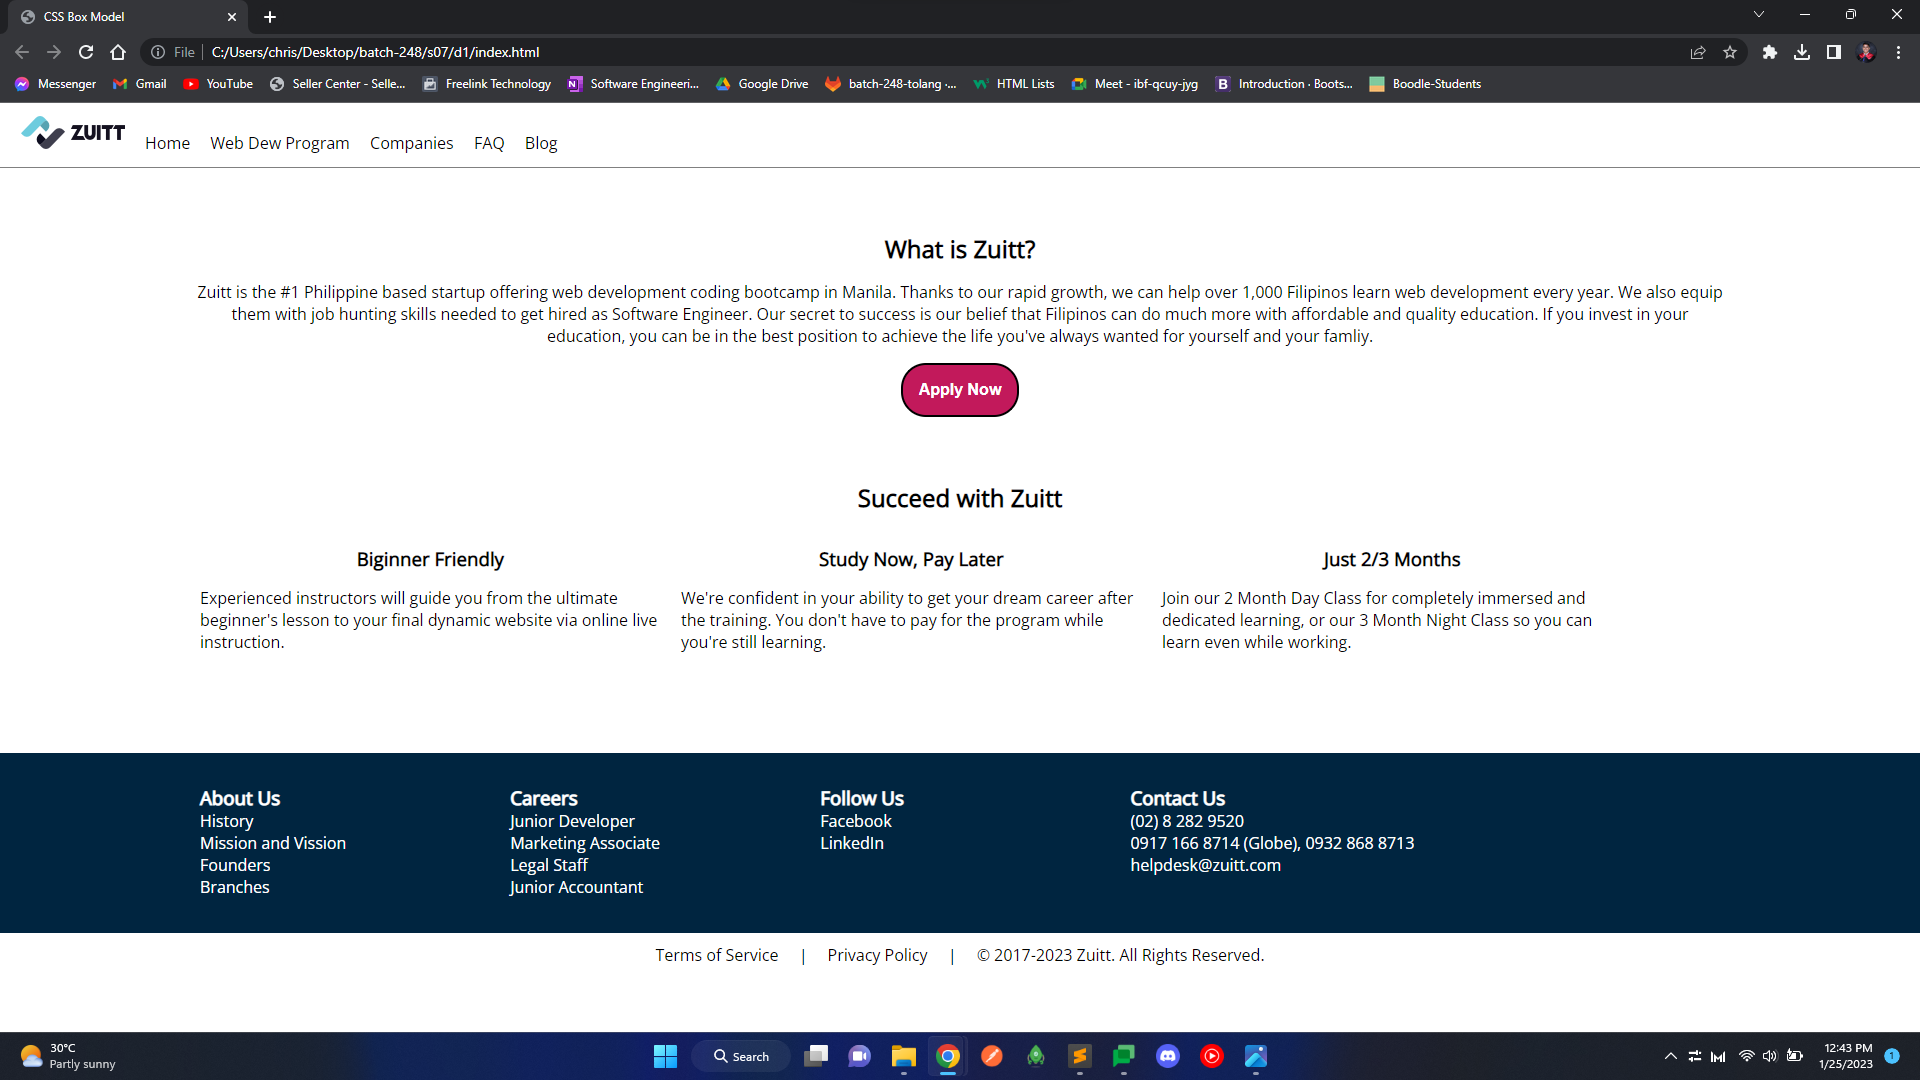 CSS Box Model
File
C:/Users/chris/Desktop/batch-248/s07/d1/index.html
Messenger
Gmail
YouTube
Seller Center - Selle...
Freelink Technology
Software Engineeri...
Google Drive
batch-248-tolang ·...
HTML Lists
Meet - ibf-qcuy-jyg
Introduction · Boots...
Boodle-Students
ZUITT
Home
Web Dew Program
Companies
FAQ
Blog
What is Zuitt?
Zuitt is the #1 Philippine based startup offering web development coding bootcamp in Manila. Thanks to our rapid growth, we can help over 1,000 Filipinos learn web development every year. We also equip
them with job hunting skills needed to get hired as Software Engineer. Our secret to success is our belief that Filipinos can do much more with affordable and quality education. If you invest in your
education, you can be in the best position to achieve the life you've always wanted for yourself and your famliy.
Apply Now
Succeed with Zuitt
Biginner Friendly
Experienced instructors will guide you from the ultimate
beginner's lesson to your final dynamic website via online live
instruction.
Study Now, Pay Later
We're confident in your ability to get your dream career after
the training. You don't have to pay for the program while
you're still learning.
Just 2/3 Months
Join our 2 Month Day Class for completely immersed and
dedicated learning, or our 3 Month Night Class so you can
learn even while working.
About Us
History
Mission and Vission
Founders
Branches
Careers
Junior Developer
Marketing Associate
Legal Staff
Junior Accountant
Follow Us
Facebook
LinkedIn
Contact Us
(02) 8 282 9520
0917 166 8714 (Globe), 0932 868 8713
helpdesk@zuitt.com
Terms of Service | Privacy Policy | © 2017-2023 Zuitt. All Rights Reserved.
30°C
Partly sunny
Search
12:43 PM
1/25/2023
1